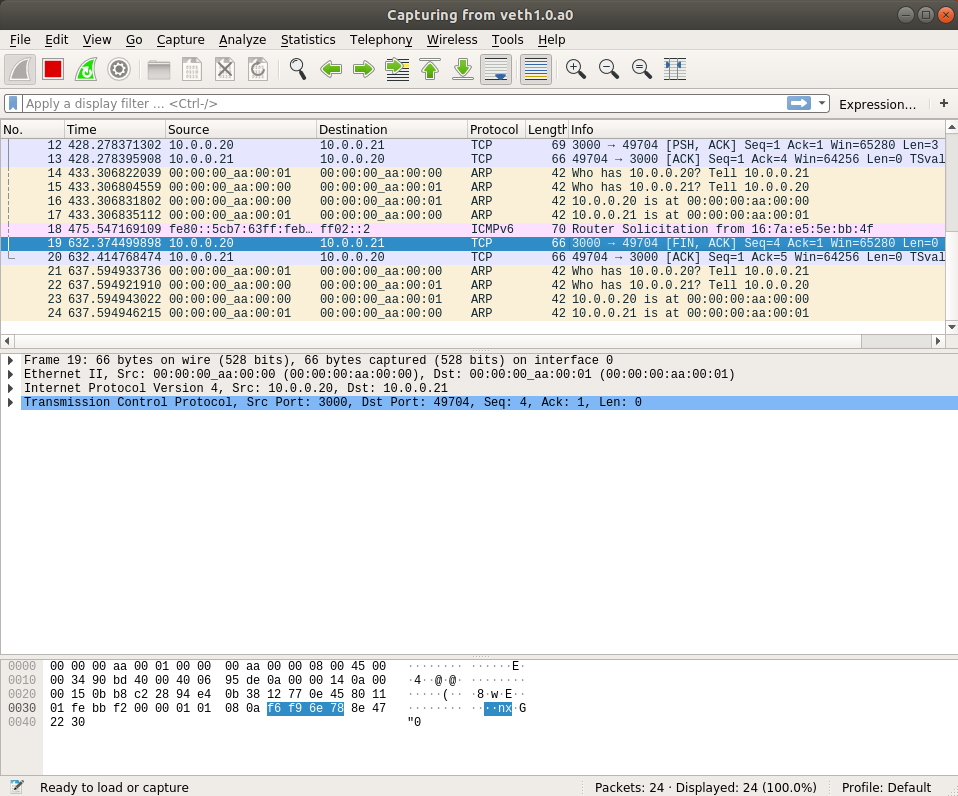 Capturing from veth1.0.a0
File Edit View Go Capture Analyze Statistics Telephony Wireless Tools Help
Apply a display filter ... <Ctrl-/> Expression... +
No. Time Source Destination Protocol Length Info
12 428.278371302 10.0.0.20 10.0.0.21 TCP 69 3000 → 49704 [PSH, ACK] Seq=1 Ack=1 Win=65280 Len=3
13 428.278395908 10.0.0.21 10.0.0.20 TCP 66 49704 → 3000 [ACK] Seq=1 Ack=4 Win=64256 Len=0 TSval
14 433.306822039 00:00:00_aa:00:01 00:00:00_aa:00:00 ARP 42 Who has 10.0.0.20? Tell 10.0.0.21
15 433.306804559 00:00:00_aa:00:00 00:00:00_aa:00:01 ARP 42 Who has 10.0.0.21? Tell 10.0.0.20
16 433.306831802 00:00:00_aa:00:00 00:00:00_aa:00:01 ARP 42 10.0.0.20 is at 00:00:00:aa:00:00
17 433.306835112 00:00:00_aa:00:01 00:00:00_aa:00:00 ARP 42 10.0.0.21 is at 00:00:00:aa:00:01
18 475.547169109 fe80::5cb7:63ff:feb… ff02::2 ICMPv6 70 Router Solicitation from 16:7a:e5:5e:bb:4f
19 632.374499898 10.0.0.20 10.0.0.21 TCP 66 3000 → 49704 [FIN, ACK] Seq=4 Ack=1 Win=65280 Len=0
20 632.414768474 10.0.0.21 10.0.0.20 TCP 66 49704 → 3000 [ACK] Seq=1 Ack=5 Win=64256 Len=0 TSval
21 637.594933736 00:00:00_aa:00:01 00:00:00_aa:00:00 ARP 42 Who has 10.0.0.20? Tell 10.0.0.21
22 637.594921910 00:00:00_aa:00:00 00:00:00_aa:00:01 ARP 42 Who has 10.0.0.21? Tell 10.0.0.20
23 637.594943022 00:00:00_aa:00:00 00:00:00_aa:00:01 ARP 42 10.0.0.20 is at 00:00:00:aa:00:00
24 637.594946215 00:00:00_aa:00:01 00:00:00_aa:00:00 ARP 42 10.0.0.21 is at 00:00:00:aa:00:01
Frame 19: 66 bytes on wire (528 bits), 66 bytes captured (528 bits) on interface 0
Ethernet II, Src: 00:00:00_aa:00:00 (00:00:00:aa:00:00), Dst: 00:00:00_aa:00:01 (00:00:00:aa:00:01)
Internet Protocol Version 4, Src: 10.0.0.20, Dst: 10.0.0.21
Transmission Control Protocol, Src Port: 3000, Dst Port: 49704, Seq: 4, Ack: 1, Len: 0
0000 00 00 00 aa 00 01 00 00 00 aa 00 00 08 00 45 00 ········ ······E·
0010 00 34 90 bd 40 00 40 06 95 de 0a 00 00 14 0a 00 ·4··@·@· ········
0020 00 15 0b b8 c2 28 94 e4 0b 38 12 77 0e 45 80 11 ·····(·· ·8·w·E··
0030 01 fe bb f2 00 00 01 01 08 0a f6 f9 6e 78 8e 47 ········ ····nx·G
0040 22 30 "0
Ready to load or capture Packets: 24 · Displayed: 24 (100.0%) Profile: Default